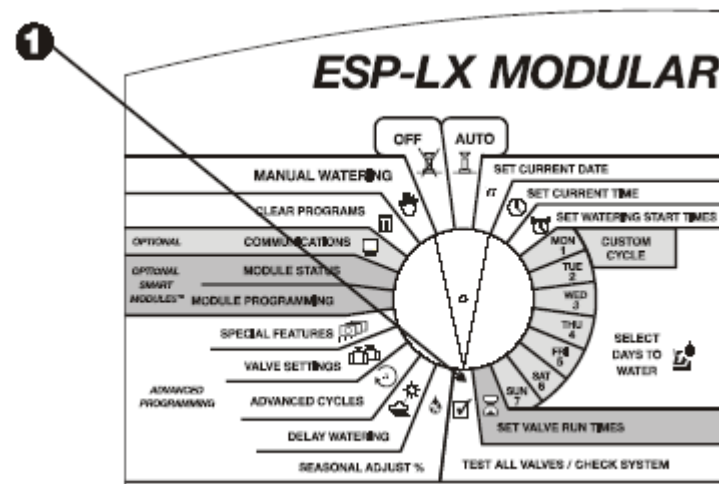 1
ESP-LX MODULAR
OFF
AUTO
MANUAL WATERING
SET CURRENT DATE
CLEAR PROGRAMS
SET CURRENT TIME
SET WATERING START TIMES
OPTIONAL
COMMUNICATIONS
MON
1
CUSTOM
CYCLE
OPTIONAL
SMART
MODULES™
MODULE STATUS
MODULE PROGRAMMING
TUE
2
WED
3
THU
4
FRI
5
SAT
6
SUN
7
SELECT
DAYS TO
WATER
SPECIAL FEATURES
VALVE SETTINGS
ADVANCED
PROGRAMMING
ADVANCED CYCLES
DELAY WATERING
SEASONAL ADJUST %
SET VALVE RUN TIMES
TEST ALL VALVES / CHECK SYSTEM